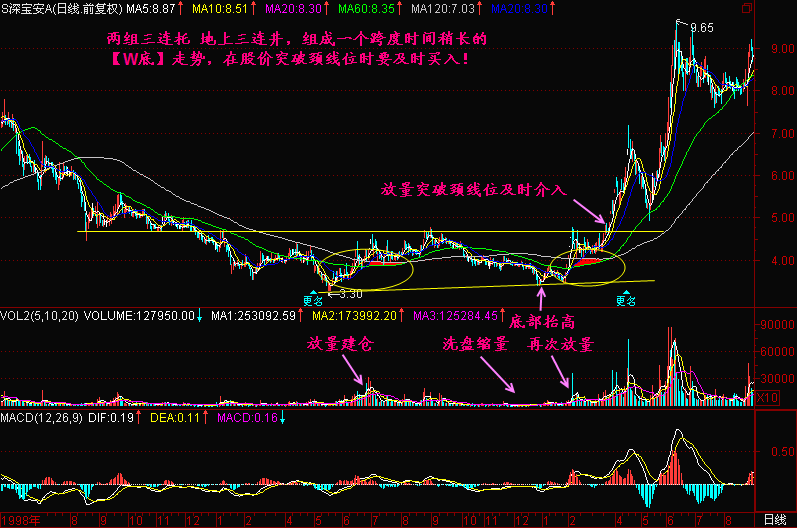 S深宝安A(日线.前复权) MA5:8.87↑ MA10:8.51↑ MA20:8.30↑ MA60:8.35↑ MA120:7.03↑ MA20:8.30↑
两组三连托 地上三连井，组成一个跨度时间稍长的
【W底】走势，在股价突破颈线位时要及时买入！
9.65
9.00
8.00
7.00
6.00
放量突破颈线位及时介入
5.00
4.00
3.30
更名 更名
VOL2(5,10,20) VOLUME:127950.00↓ MA1:253092.59↑ MA2:173992.20↑ MA3:125284.45↑
底部抬高
90000
放量建仓 洗盘缩量 再次放量
60000
30000
X10
MACD(12,26,9) DIF:0.19↑ DEA:0.11↑ MACD:0.16↓
0.50
1998年 8 9 10 11 12 1 2 4 5 6 7 8 9 10 11 12 1 2 4 5 6 7 8 日线